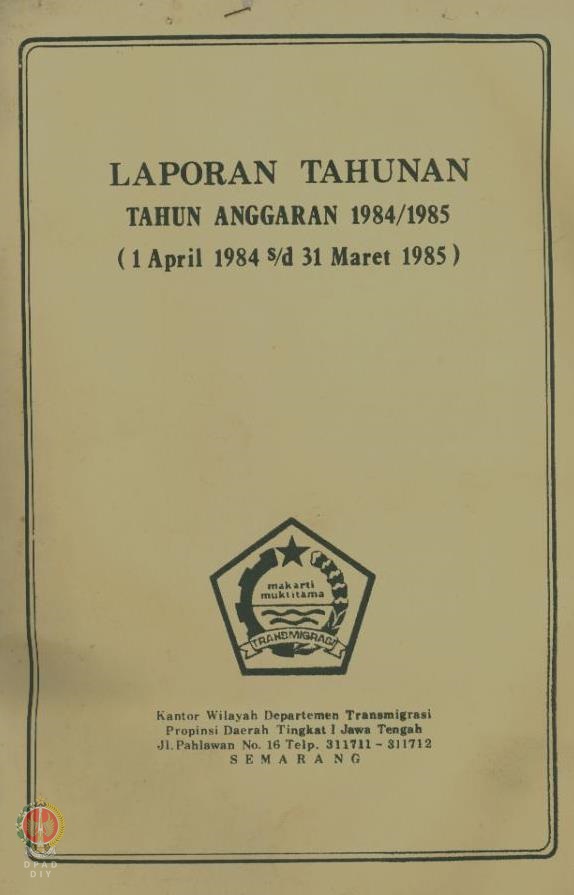 LAPORAN TAHUNAN
TAHUN ANGGARAN 1984/1985
(1 April 1984 s/d 31 Maret 1985)
makarti
muktitama
TRANSMIGRASI
Kantor Wilayah Departemen Transmigrasi
Propinsi Daerah Tingkat I Jawa Tengah
Jl. Pahlawan No. 16 Telp. 311711 - 311712
SEMARANG
DPAD
DIY